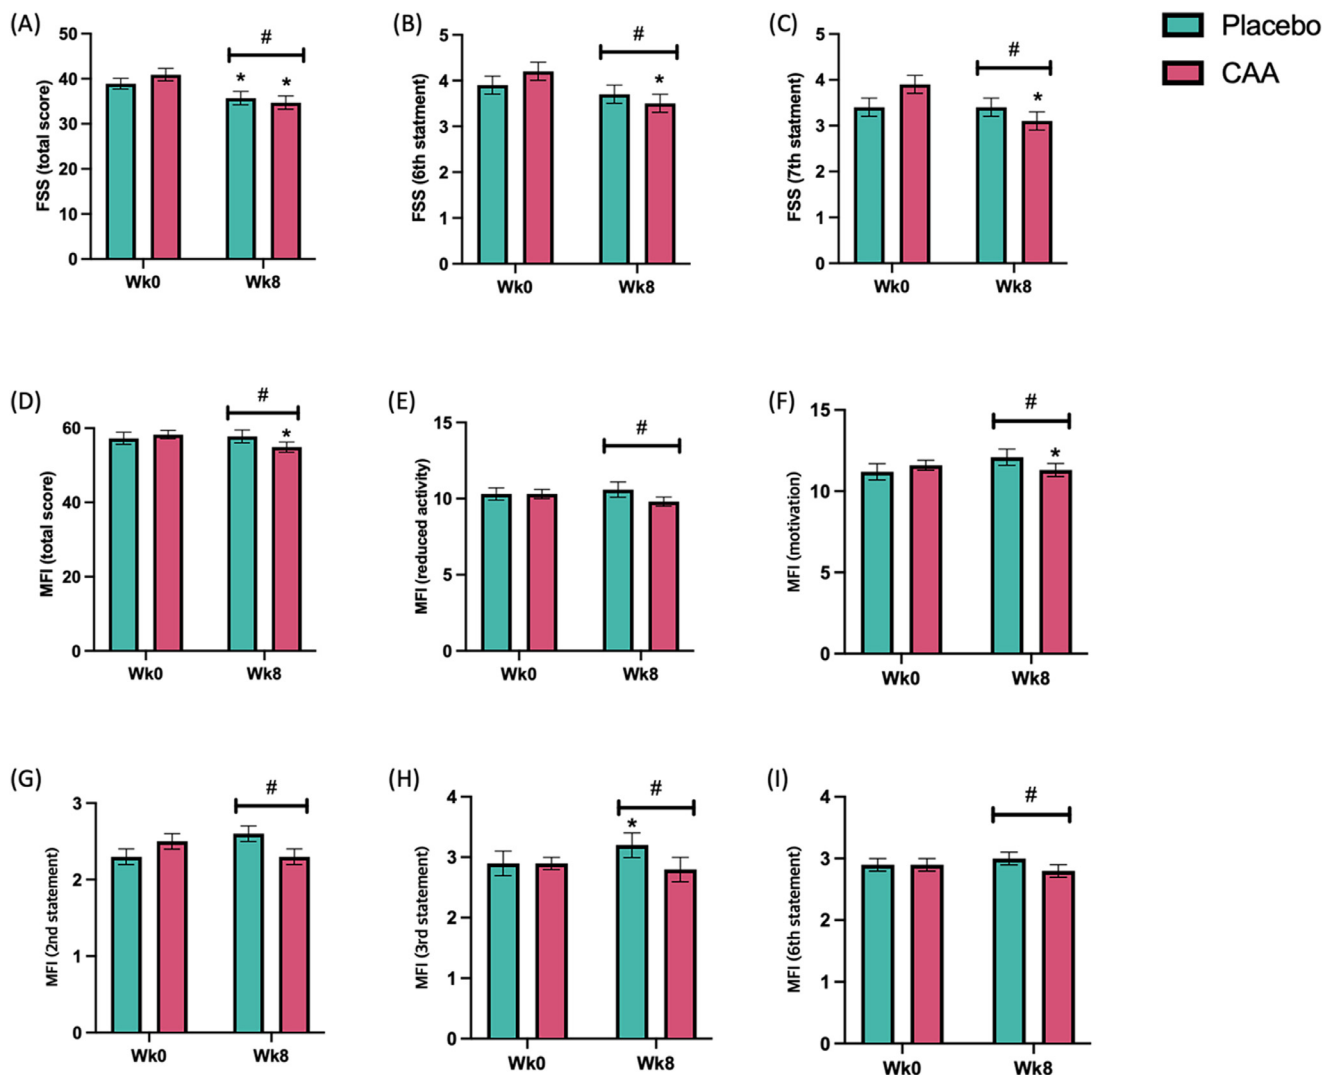 (A)
FSS (total score)
50
40
30
20
10
0
#
*
*
Wk0
Wk8
(B)
FSS (6th statment)
5
4
3
2
1
0
#
*
Wk0
Wk8
(C)
FSS (7th statment)
5
4
3
2
1
0
#
*
Wk0
Wk8
Placebo
CAA
(D)
MFI (total score)
60
40
20
0
#
*
Wk0
Wk8
(E)
MFI (reduced activity)
15
10
5
0
#
Wk0
Wk8
(F)
MFI (motivation)
15
10
5
0
#
*
Wk0
Wk8
(G)
MFI (2nd statement)
3
2
1
0
#
Wk0
Wk8
(H)
MFI (3rd statement)
4
3
2
1
0
#
*
Wk0
Wk8
(I)
MFI (6th statement)
4
3
2
1
0
#
Wk0
Wk8